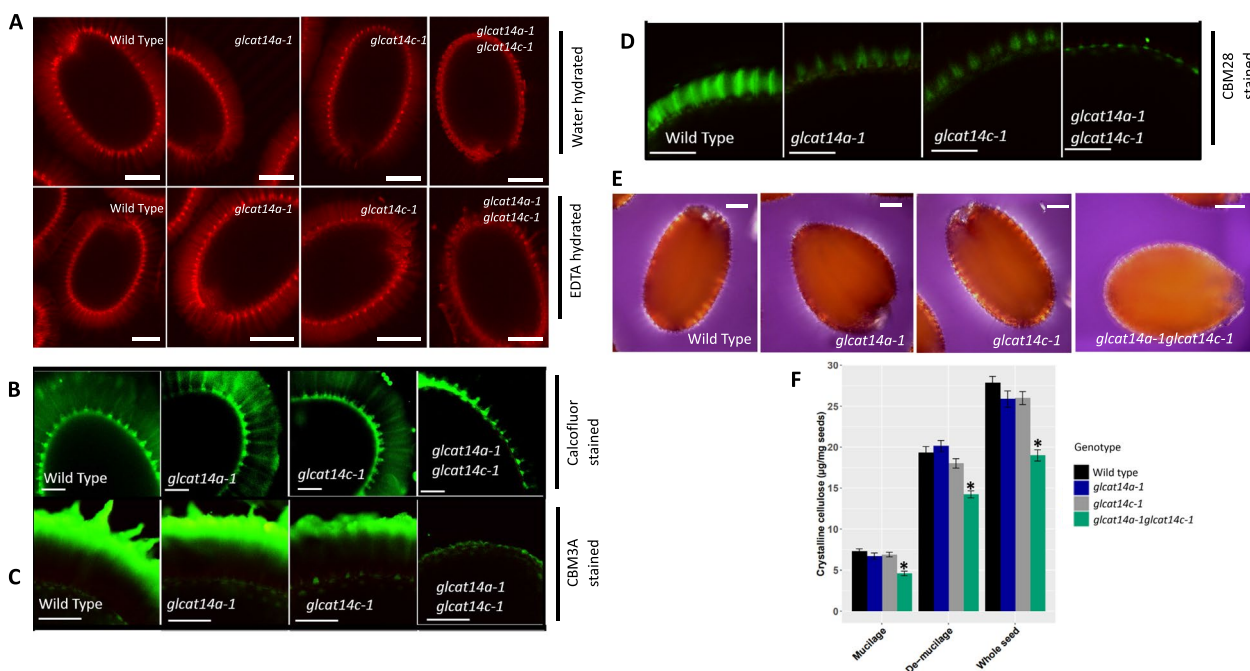 A
Wild Type
glcat14a-1
glcat14c-1
glcat14a-1
glcat14c-1
Water hydrated
Wild Type
glcat14a-1
glcat14c-1
glcat14a-1
glcat14c-1
EDTA hydrated
B
Wild Type
glcat14a-1
glcat14c-1
glcat14a-1
glcat14c-1
Calcofluor
stained
C
Wild Type
glcat14a-1
glcat14c-1
glcat14a-1
glcat14c-1
CBM3A
stained
D
Wild Type
glcat14a-1
glcat14c-1
glcat14a-1
glcat14c-1
CBM28
stained
E
Wild Type
glcat14a-1
glcat14c-1
glcat14a-1glcat14c-1
F
Crystalline cellulose (µg/mg seeds)
30
25
20
15
10
5
0
*
*
*
Mucilage
De-mucilage
Whole seed
Genotype
Wild type
glcat14a-1
glcat14c-1
glcat14a-1glcat14c-1